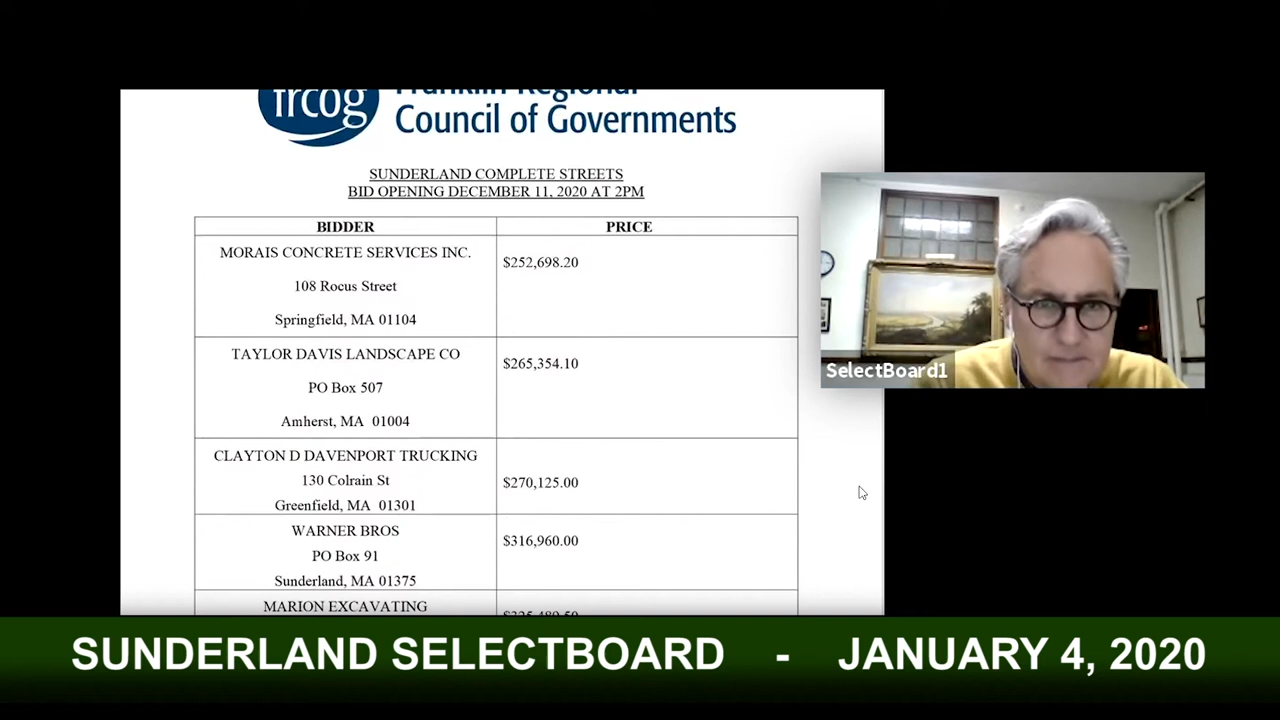 frcog
Franklin Regional
Council of Governments
SUNDERLAND COMPLETE STREETS
BID OPENING DECEMBER 11, 2020 AT 2PM
BIDDER PRICE
MORAIS CONCRETE SERVICES INC.
$252,698.20
108 Rocus Street
Springfield, MA 01104
TAYLOR DAVIS LANDSCAPE CO
$265,354.10
PO Box 507
Amherst, MA 01004
CLAYTON D DAVENPORT TRUCKING
130 Colrain St
$270,125.00
Greenfield, MA 01301
WARNER BROS
$316,960.00
PO Box 91
Sunderland, MA 01375
MARION EXCAVATING
SelectBoard1
SUNDERLAND SELECTBOARD - JANUARY 4, 2020